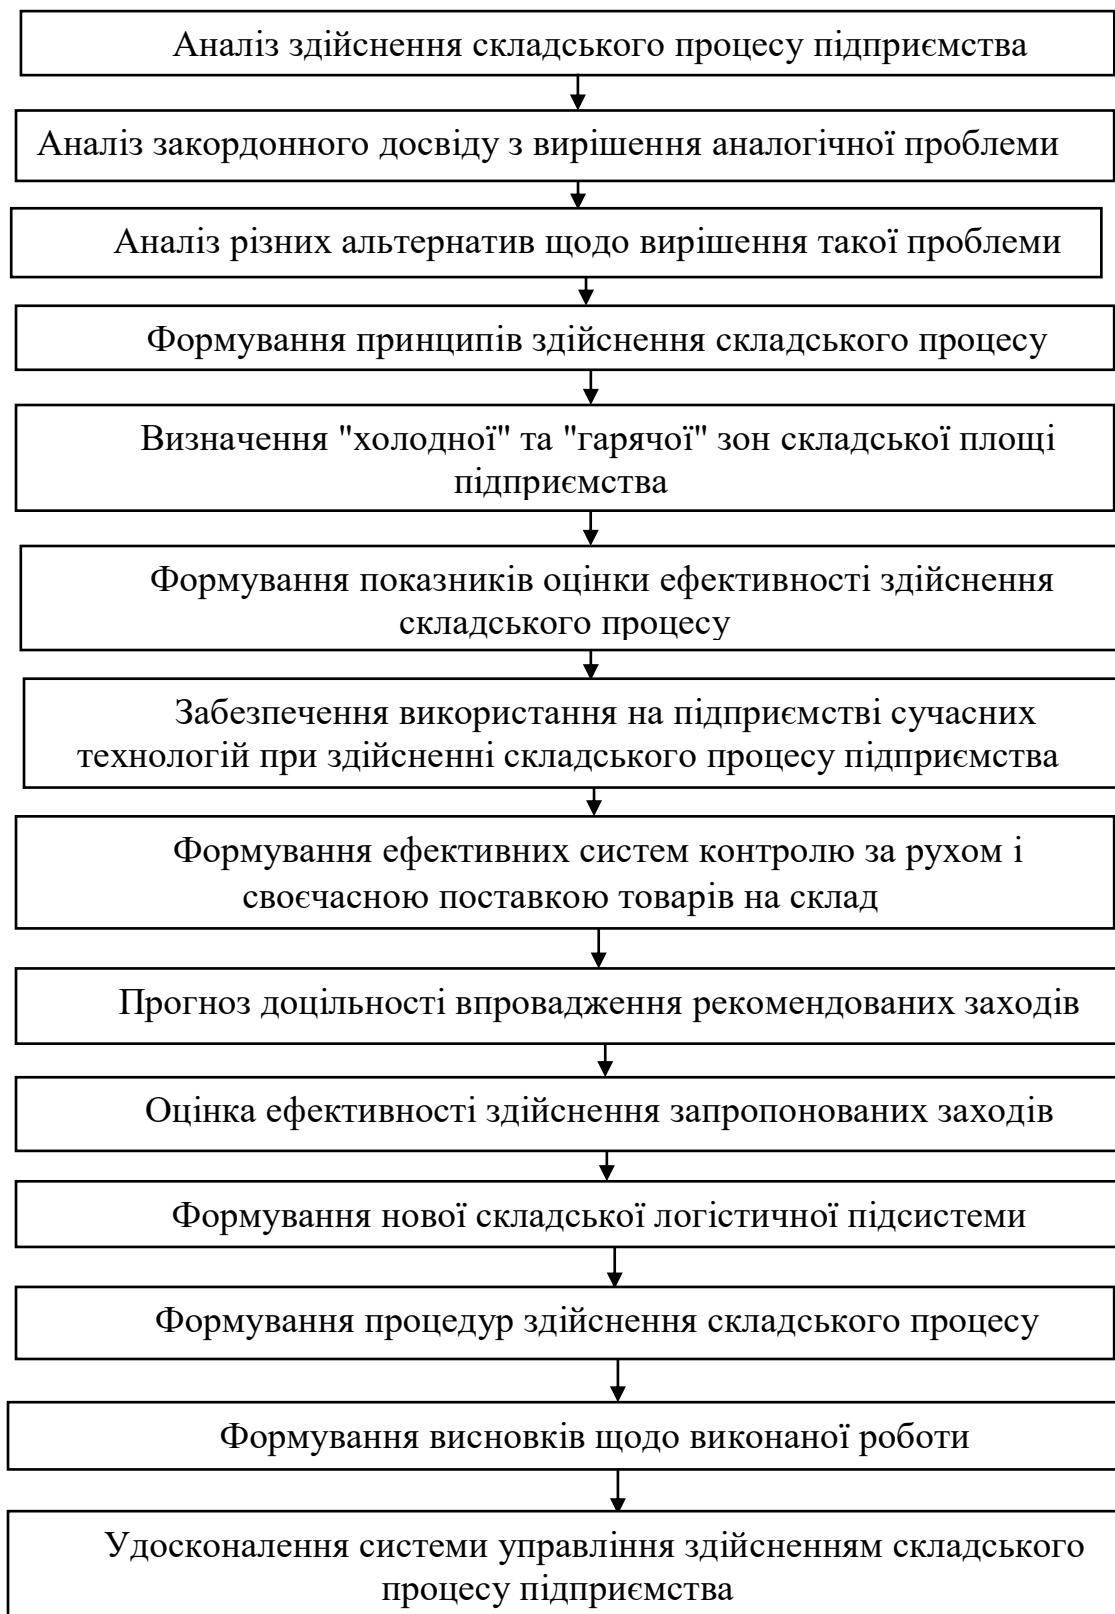 Аналіз здійснення складського процесу підприємства
Аналіз закордонного досвіду з вирішення аналогічної проблеми
Аналіз різних альтернатив щодо вирішення такої проблеми
Формування принципів здійснення складського процесу
Визначення "холодної" та "гарячої" зон складської площі
підприємства
Формування показників оцінки ефективності здійснення
складського процесу
Забезпечення використання на підприємстві сучасних
технологій при здійсненні складського процесу підприємства
Формування ефективних систем контролю за рухом і
своєчасною поставкою товарів на склад
Прогноз доцільності впровадження рекомендованих заходів
Оцінка ефективності здійснення запропонованих заходів
Формування нової складської логістичної підсистеми
Формування процедур здійснення складського процесу
Формування висновків щодо виконаної роботи
Удосконалення системи управління здійсненням складського
процесу підприємства